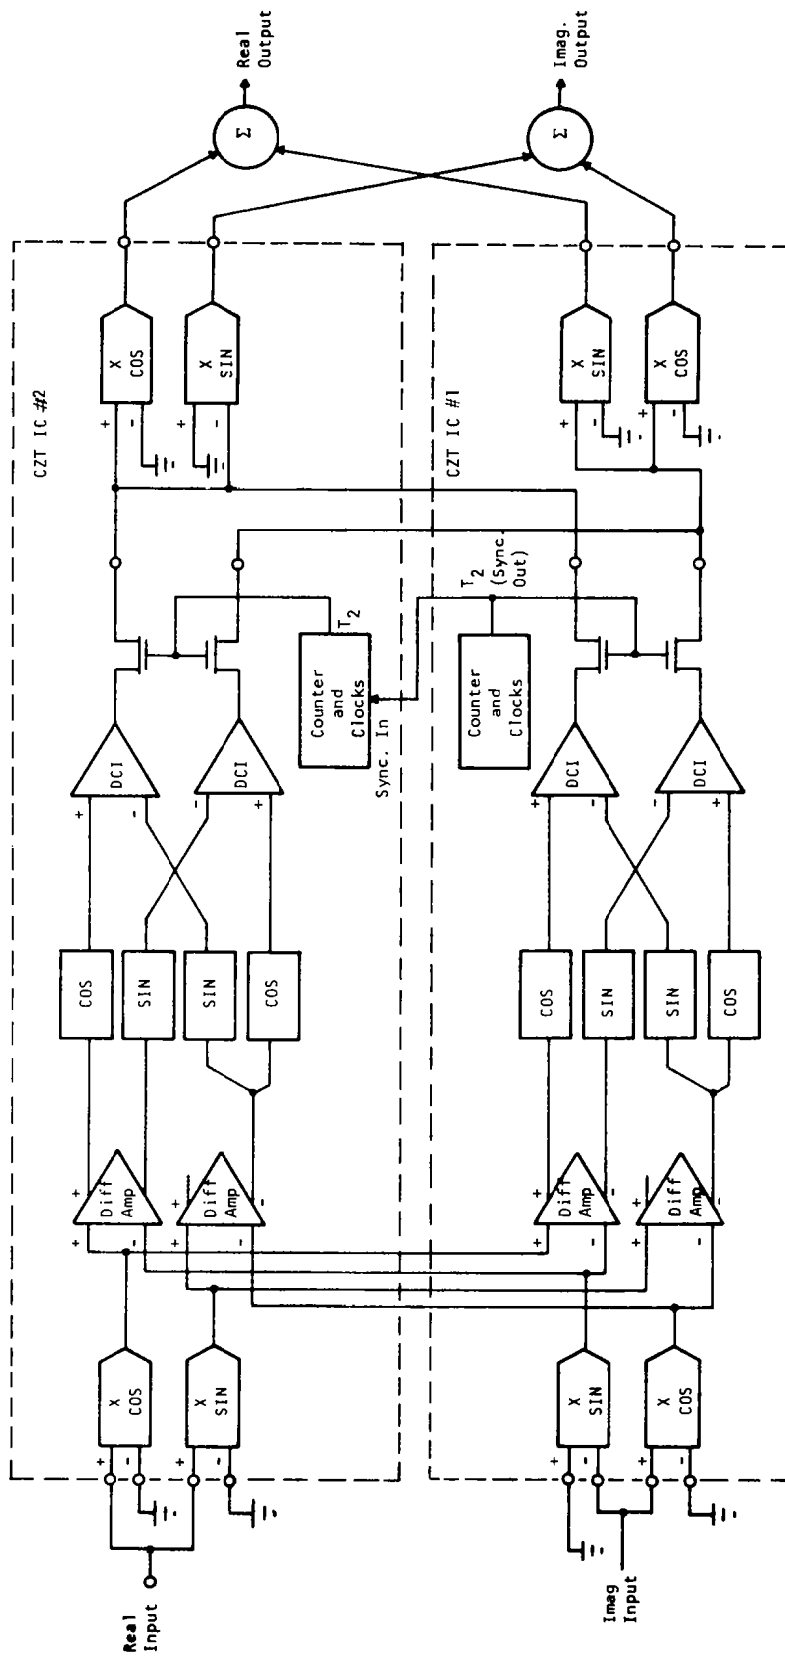 Real
Output
Imag.
Output
Σ
Σ
CZT IC #2
X
COS
+
-
X
SIN
+
-
CZT IC #1
X
SIN
+
-
X
COS
+
-
T2
Counter
and
Clocks
Sync. In
T2
(Sync.
Out)
Counter
and
Clocks
DCI
+
-
DCI
-
+
DCI
+
-
DCI
-
+
COS
SIN
SIN
COS
COS
SIN
SIN
COS
+
Diff
Amp
+
-
+
Diff
Amp
-
+
-
+
Diff
Amp
+
-
+
Diff
Amp
-
+
-
X
COS
+
-
X
SIN
+
-
X
SIN
+
-
X
COS
+
-
Real
Input
Imag
Input